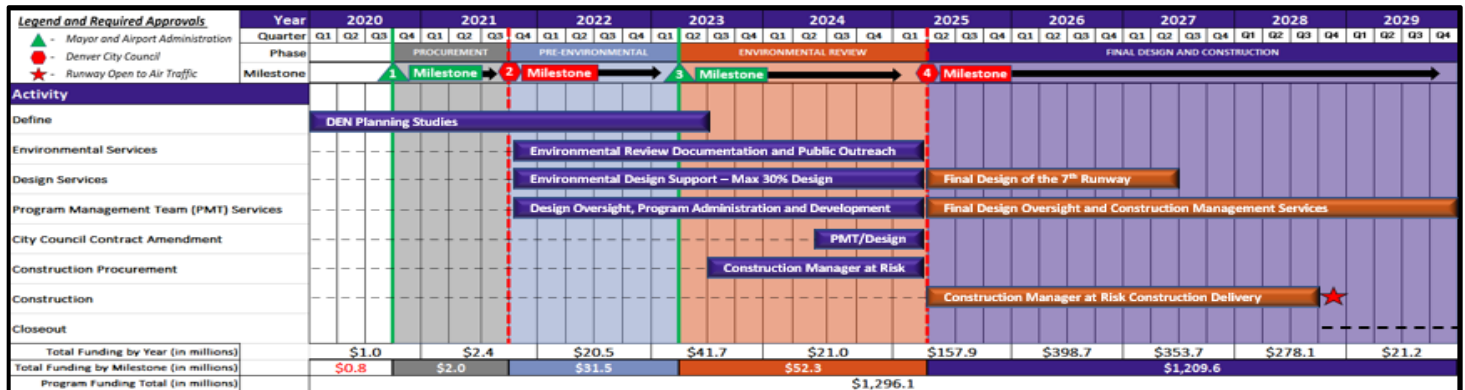 Legend and Required Approvals
- Mayor and Airport Administration
- Denver City Council
- Runway Open to Air Traffic
Year 2020 2021 2022 2023 2024 2025 2026 2027 2028 2029
Quarter Q1 Q2 Q3 Q4 Q1 Q2 Q3 Q4 Q1 Q2 Q3 Q4 Q1 Q2 Q3 Q4 Q1 Q2 Q3 Q4 Q1 Q2 Q3 Q4 Q1 Q2 Q3 Q4 Q1 Q2 Q3 Q4 Q1 Q2 Q3 Q4 Q1 Q2 Q3 Q4
Phase PROCUREMENT PRE-ENVIRONMENTAL ENVIRONMENTAL REVIEW FINAL DESIGN AND CONSTRUCTION
Milestone 1 Milestone 2 Milestone 3 Milestone 4 Milestone
Activity
Define DEN Planning Studies
Environmental Services Environmental Review Documentation and Public Outreach
Design Services Environmental Design Support – Max 30% Design Final Design of the 7th Runway
Program Management Team (PMT) Services Design Oversight, Program Administration and Development Final Design Oversight and Construction Management Services
City Council Contract Amendment PMT/Design
Construction Procurement Construction Manager at Risk
Construction Construction Manager at Risk Construction Delivery
Closeout
Total Funding by Year (in millions) $1.0 $2.4 $20.5 $41.7 $21.0 $157.9 $398.7 $353.7 $278.1 $21.2
Total Funding by Milestone (in millions) $0.8 $2.0 $31.5 $52.3 $1,209.6
Program Funding Total (in millions) $1,296.1